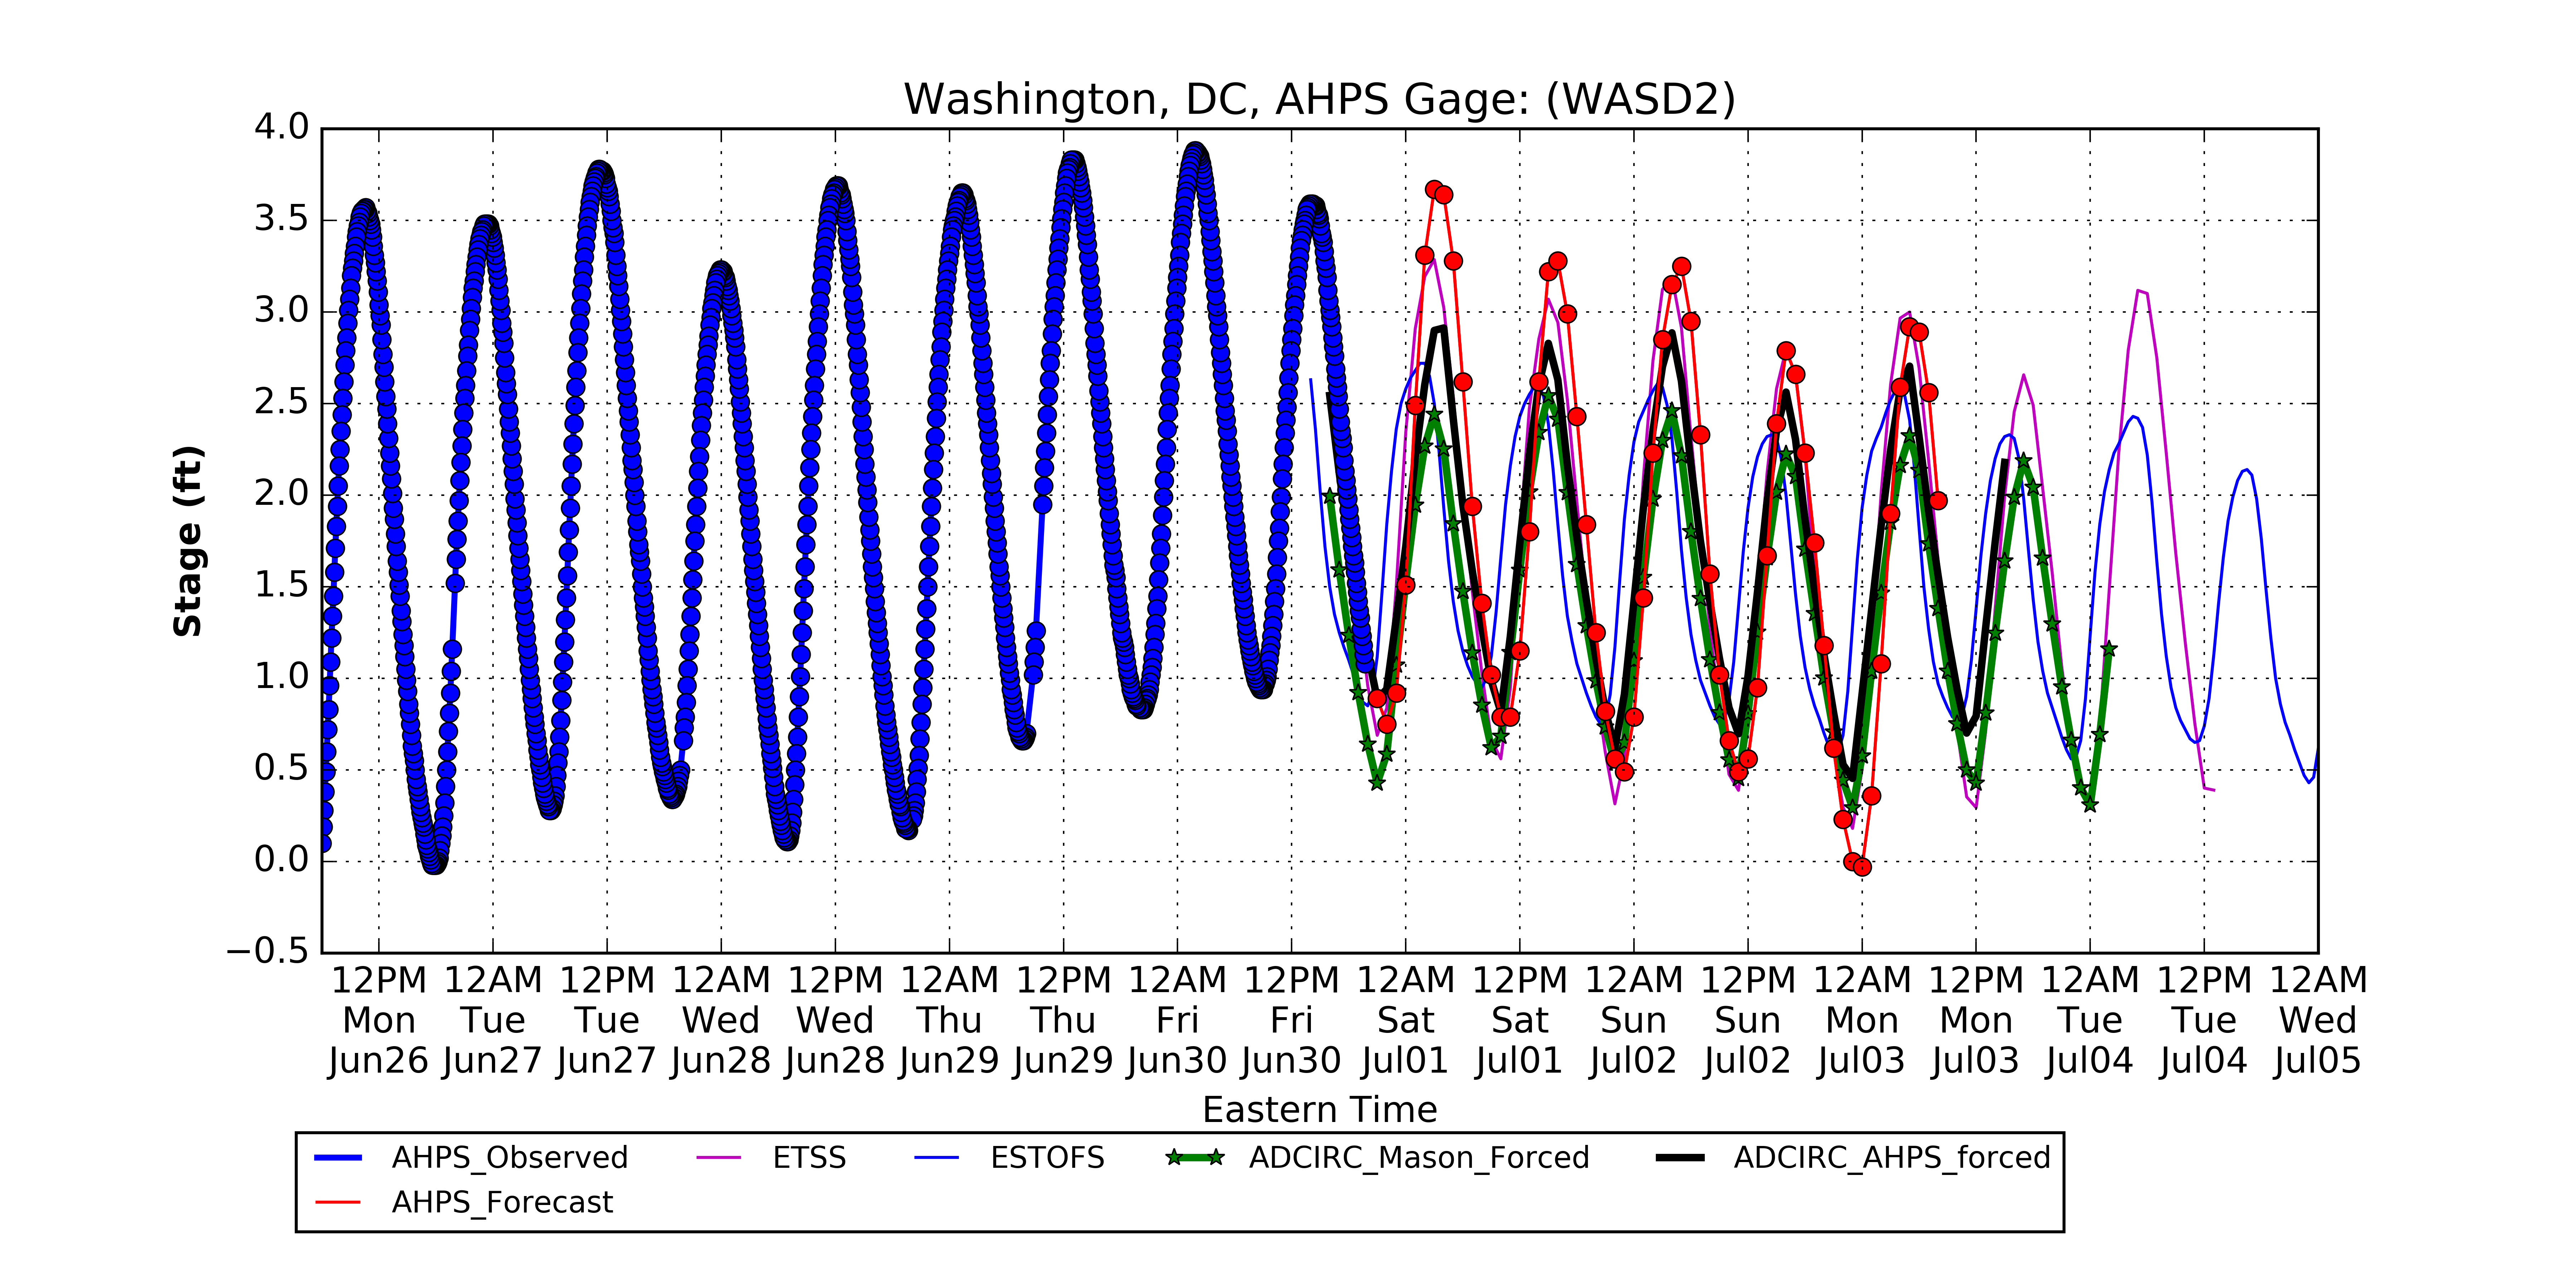 Washington, DC, AHPS Gage: (WASD2)
Stage (ft)
4.0
3.5
3.0
2.5
2.0
1.5
1.0
0.5
0.0
−0.5
12PM 12AM 12PM 12AM 12PM 12AM 12PM 12AM 12PM 12AM 12PM 12AM 12PM 12AM 12PM 12AM 12PM 12AM
Mon Tue Tue Wed Wed Thu Thu Fri Fri Sat Sat Sun Sun Mon Mon Tue Tue Wed
Jun26 Jun27 Jun27 Jun28 Jun28 Jun29 Jun29 Jun30 Jun30 Jul01 Jul01 Jul02 Jul02 Jul03 Jul03 Jul04 Jul04 Jul05
Eastern Time
AHPS_Observed ETSS ESTOFS ADCIRC_Mason_Forced ADCIRC_AHPS_forced
AHPS_Forecast